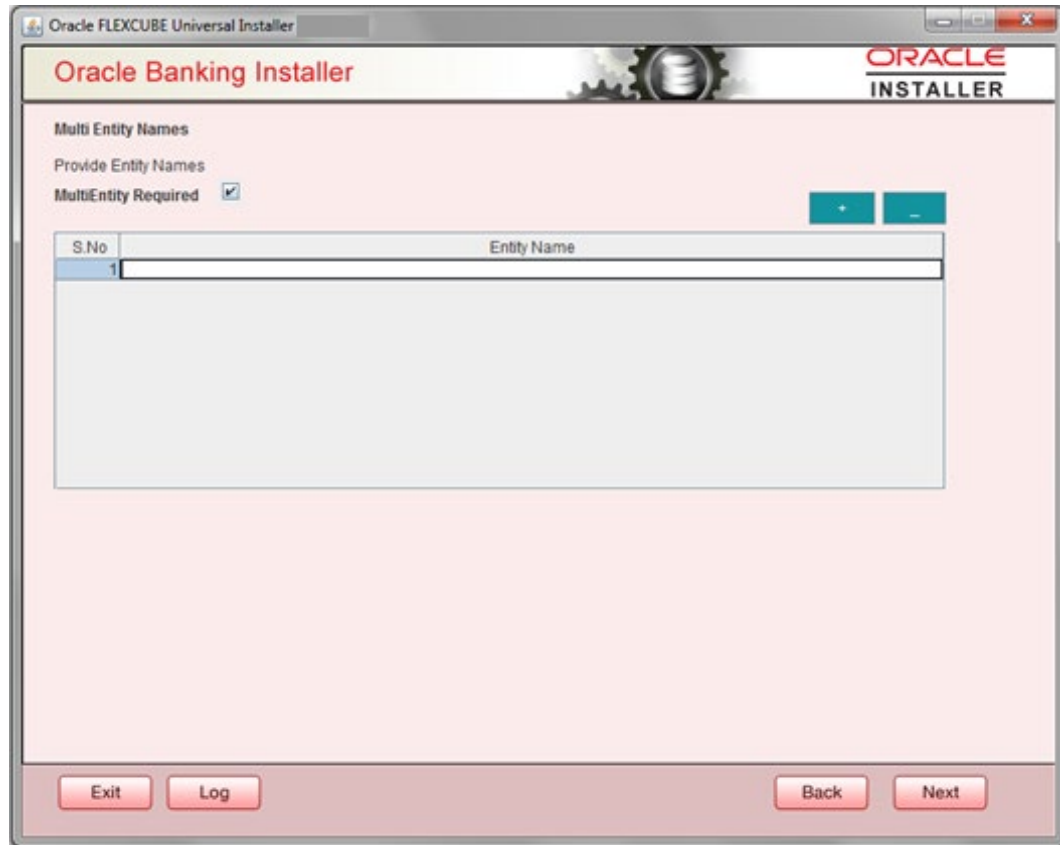 Oracle FLEXCUBE Universal Installer
Oracle Banking Installer
ORACLE
INSTALLER
Multi Entity Names
Provide Entity Names
MultiEntity Required
+ _
S.No Entity Name
1
Exit Log Back Next